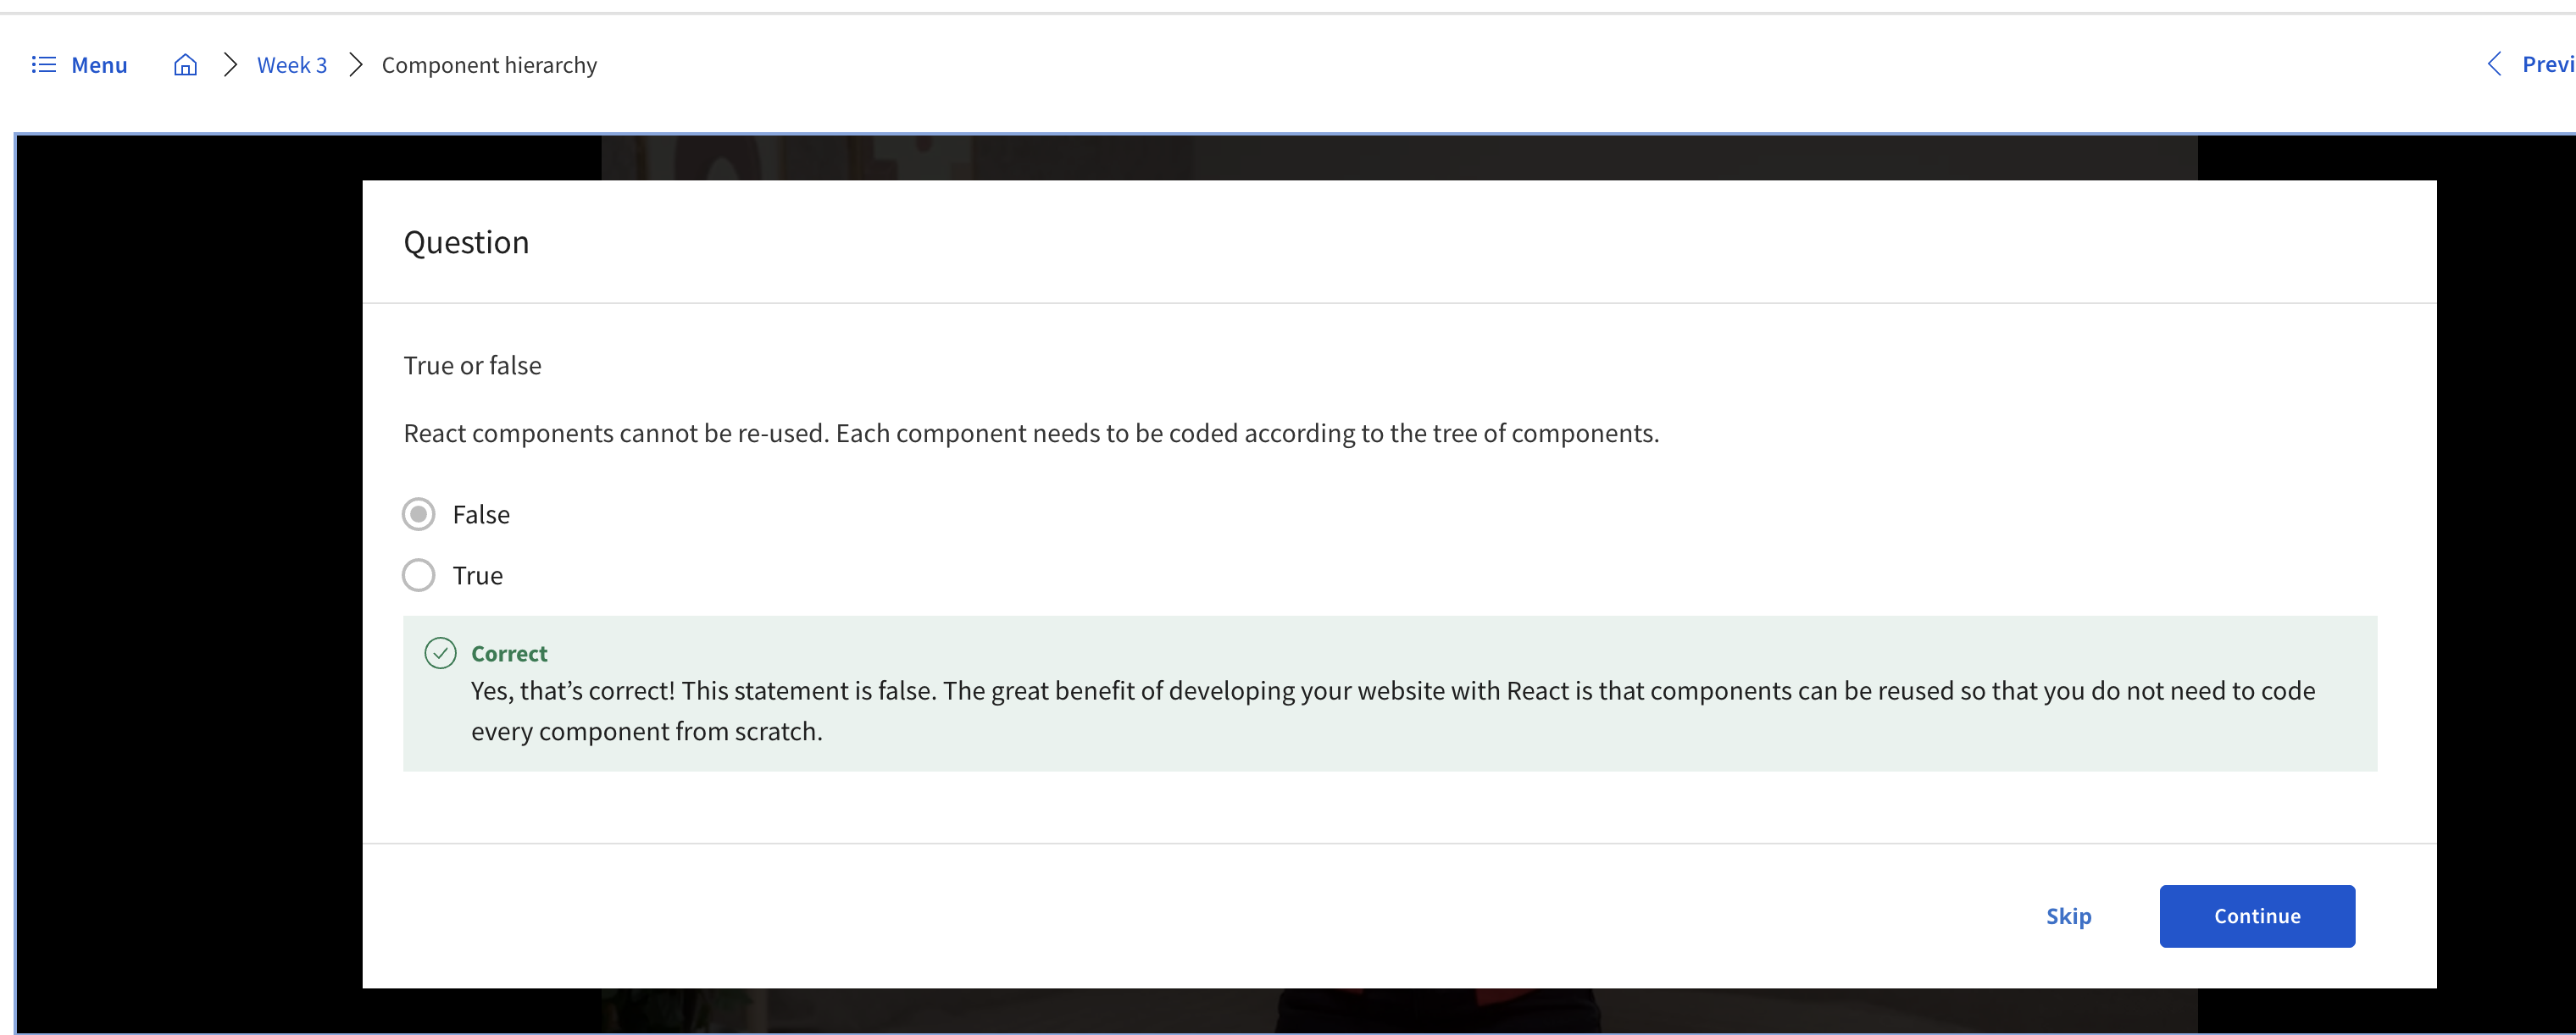 Menu
Week 3
Component hierarchy
Question
True or false
React components cannot be re-used. Each component needs to be coded according to the tree of components.
False
True
Correct
Yes, that’s correct! This statement is false. The great benefit of developing your website with React is that components can be reused so that you do not need to code
every component from scratch.
Skip
Continue